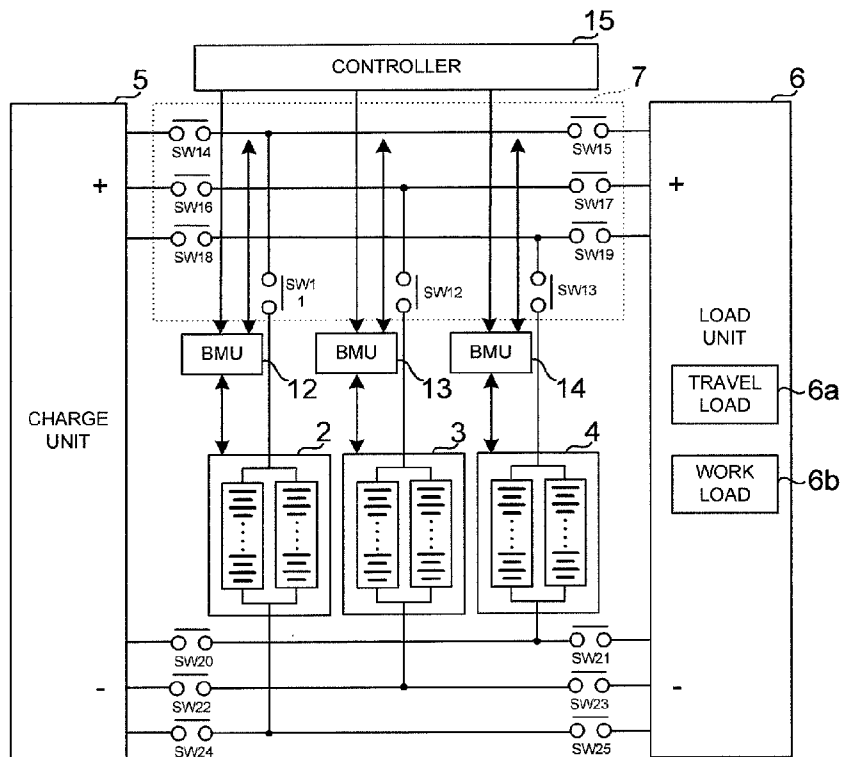 15
CONTROLLER
7
5
6
SW14
SW15
+
+
SW16
SW17
SW18
SW19
SW1
1
SW12
SW13
BMU
BMU
BMU
12
13
14
LOAD
UNIT
TRAVEL
LOAD
6a
CHARGE
UNIT
2
3
4
WORK
LOAD
6b
SW20
SW21
-
-
SW22
SW23
SW24
SW25